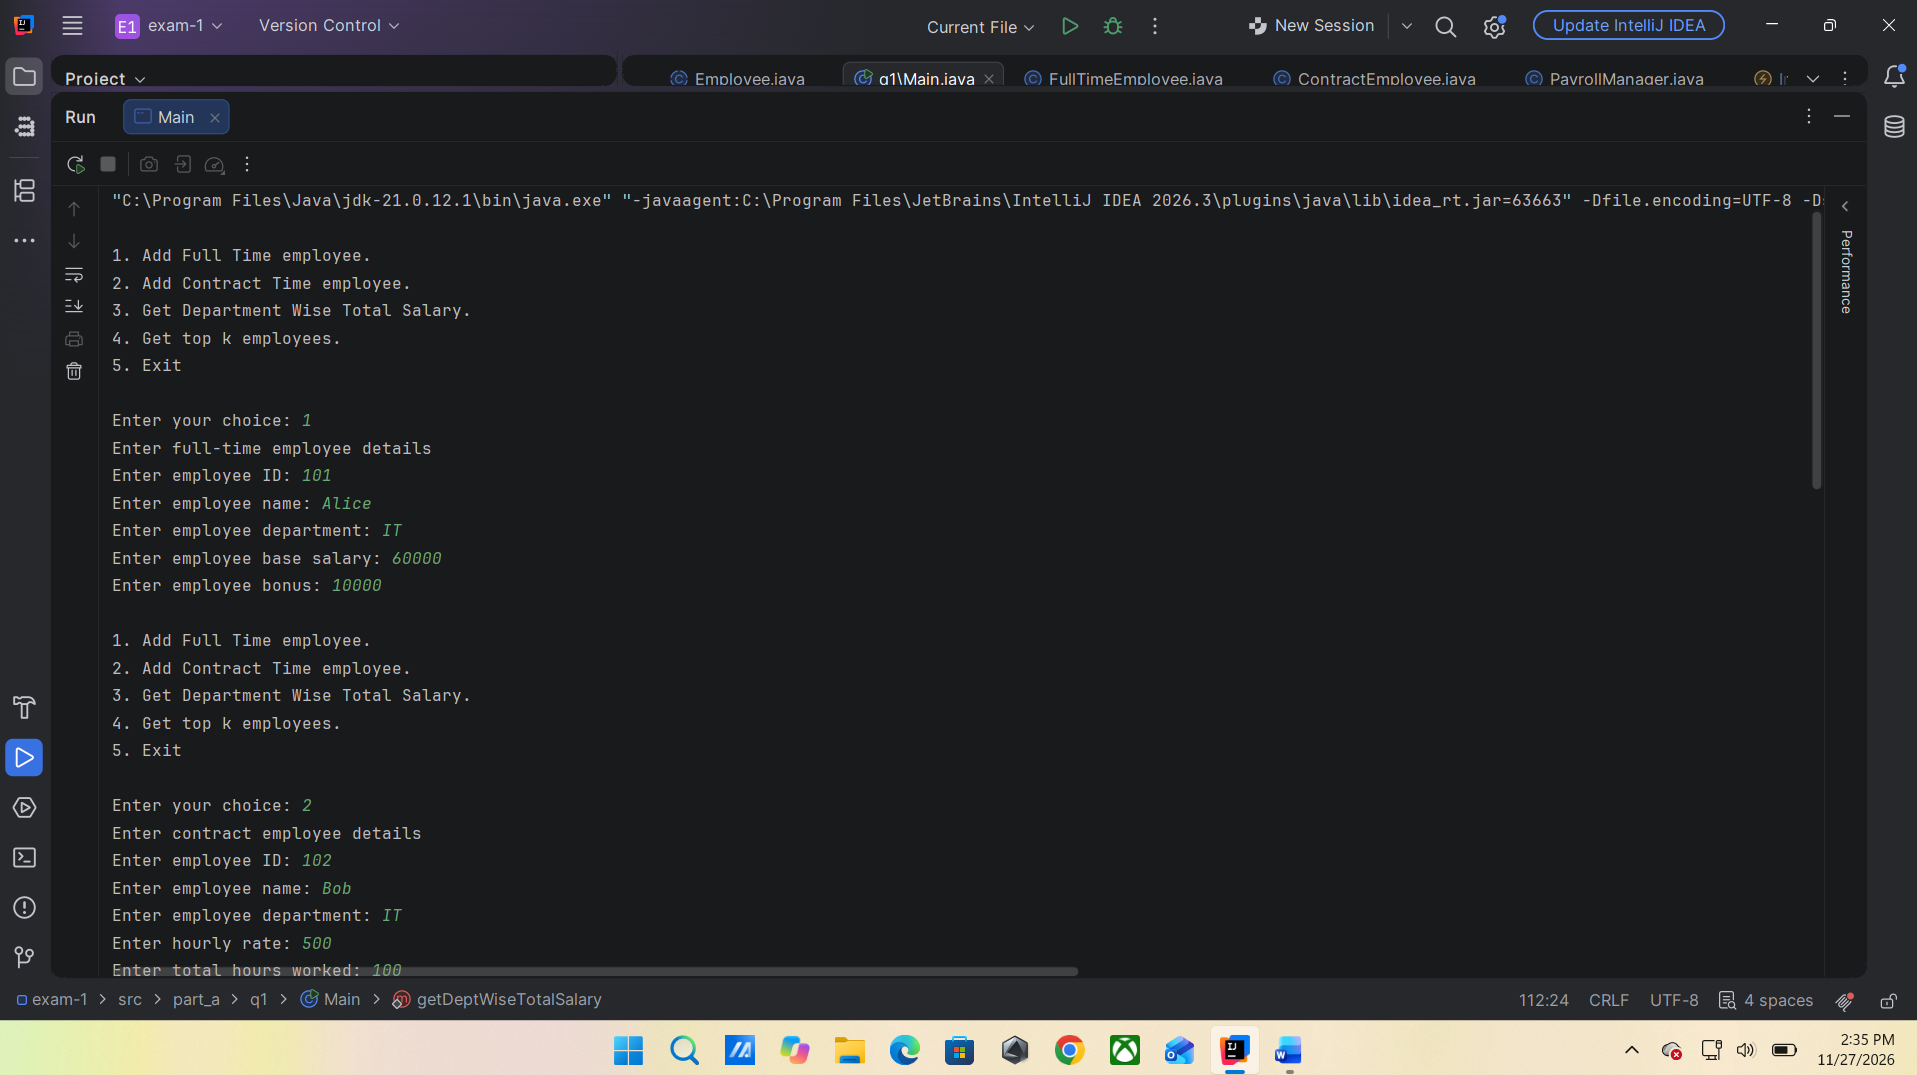 E1 exam-1 Version Control Current File New Session Update IntelliJ IDEA
Project Employee.java q1\Main.java FullTimeEmployee.java ContractEmployee.java PayrollManager.java
Run Main
"C:\Program Files\Java\jdk-21.0.12.1\bin\java.exe" "-javaagent:C:\Program Files\JetBrains\IntelliJ IDEA 2026.3\plugins\java\lib\idea_rt.jar=63663" -Dfile.encoding=UTF-8 -D
Performance
1. Add Full Time employee.
2. Add Contract Time employee.
3. Get Department Wise Total Salary.
4. Get top k employees.
5. Exit
Enter your choice: 1
Enter full-time employee details
Enter employee ID: 101
Enter employee name: Alice
Enter employee department: IT
Enter employee base salary: 60000
Enter employee bonus: 10000
1. Add Full Time employee.
2. Add Contract Time employee.
3. Get Department Wise Total Salary.
4. Get top k employees.
5. Exit
Enter your choice: 2
Enter contract employee details
Enter employee ID: 102
Enter employee name: Bob
Enter employee department: IT
Enter hourly rate: 500
Enter total hours worked: 100
exam-1 > src > part_a > q1 > Main > getDeptWiseTotalSalary 112:24 CRLF UTF-8 4 spaces
2:35 PM
11/27/2026